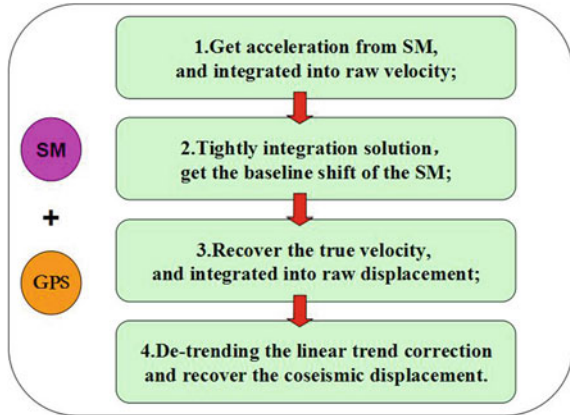 1.Get acceleration from SM,
and integrated into raw velocity;
SM
2.Tightly integration solution,
get the baseline shift of the SM;
+
3.Recover the true velocity,
and integrated into raw displacement;
GPS
4.De-trending the linear trend correction
and recover the coseismic displacement.